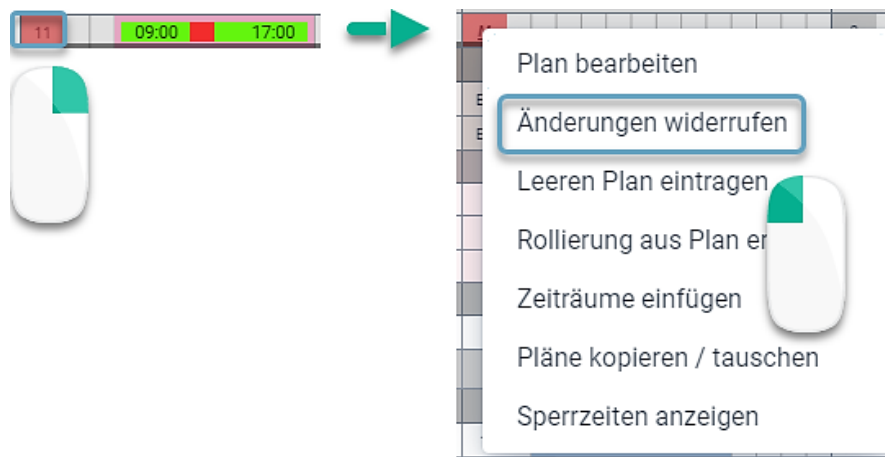 11 09:00 17:00
Plan bearbeiten
Änderungen widerrufen
Leeren Plan eintragen
Rollierung aus Plan er
Zeiträume einfügen
Pläne kopieren / tauschen
Sperrzeiten anzeigen